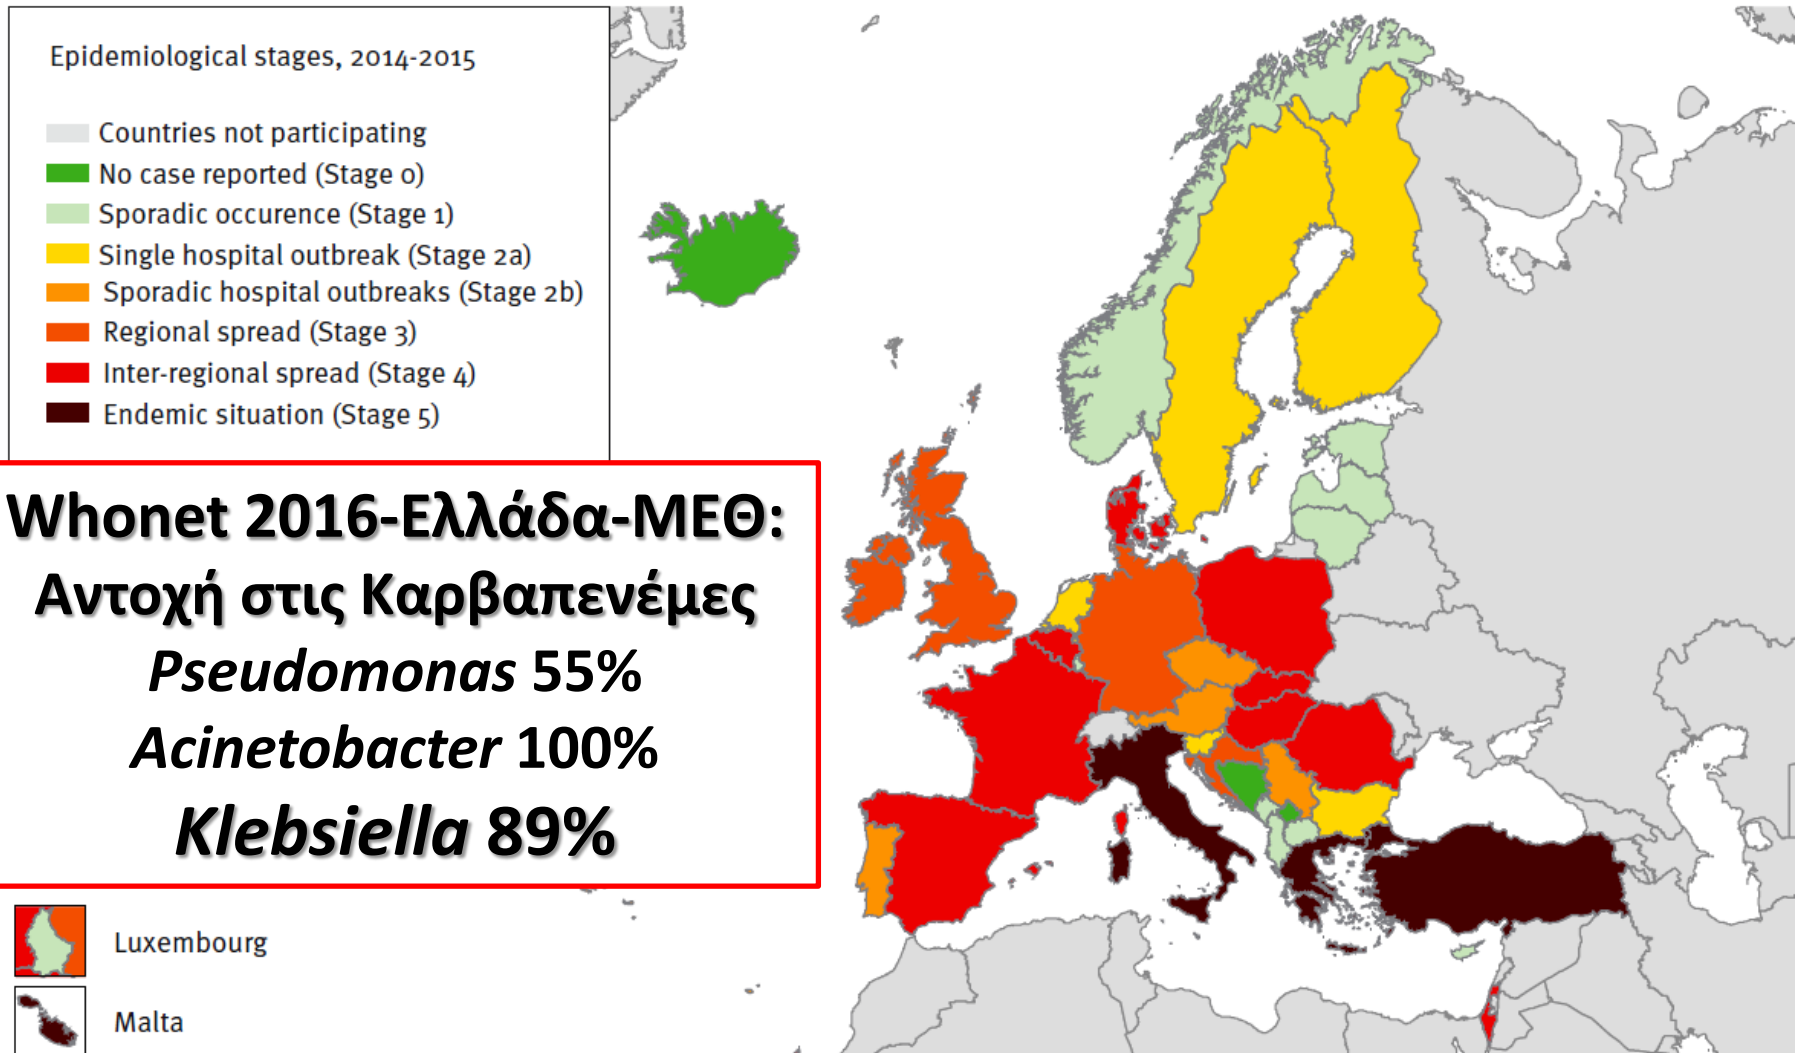 Epidemiological stages, 2014-2015
Countries not participating
No case reported (Stage 0)
Sporadic occurence (Stage 1)
Single hospital outbreak (Stage 2a)
Sporadic hospital outbreaks (Stage 2b)
Regional spread (Stage 3)
Inter-regional spread (Stage 4)
Endemic situation (Stage 5)
Whonet 2016-Ελλάδα-ΜΕΘ:
Αντοχή στις Καρβαπενέμες
Pseudomonas 55%
Acinetobacter 100%
Klebsiella 89%
Luxembourg
Malta